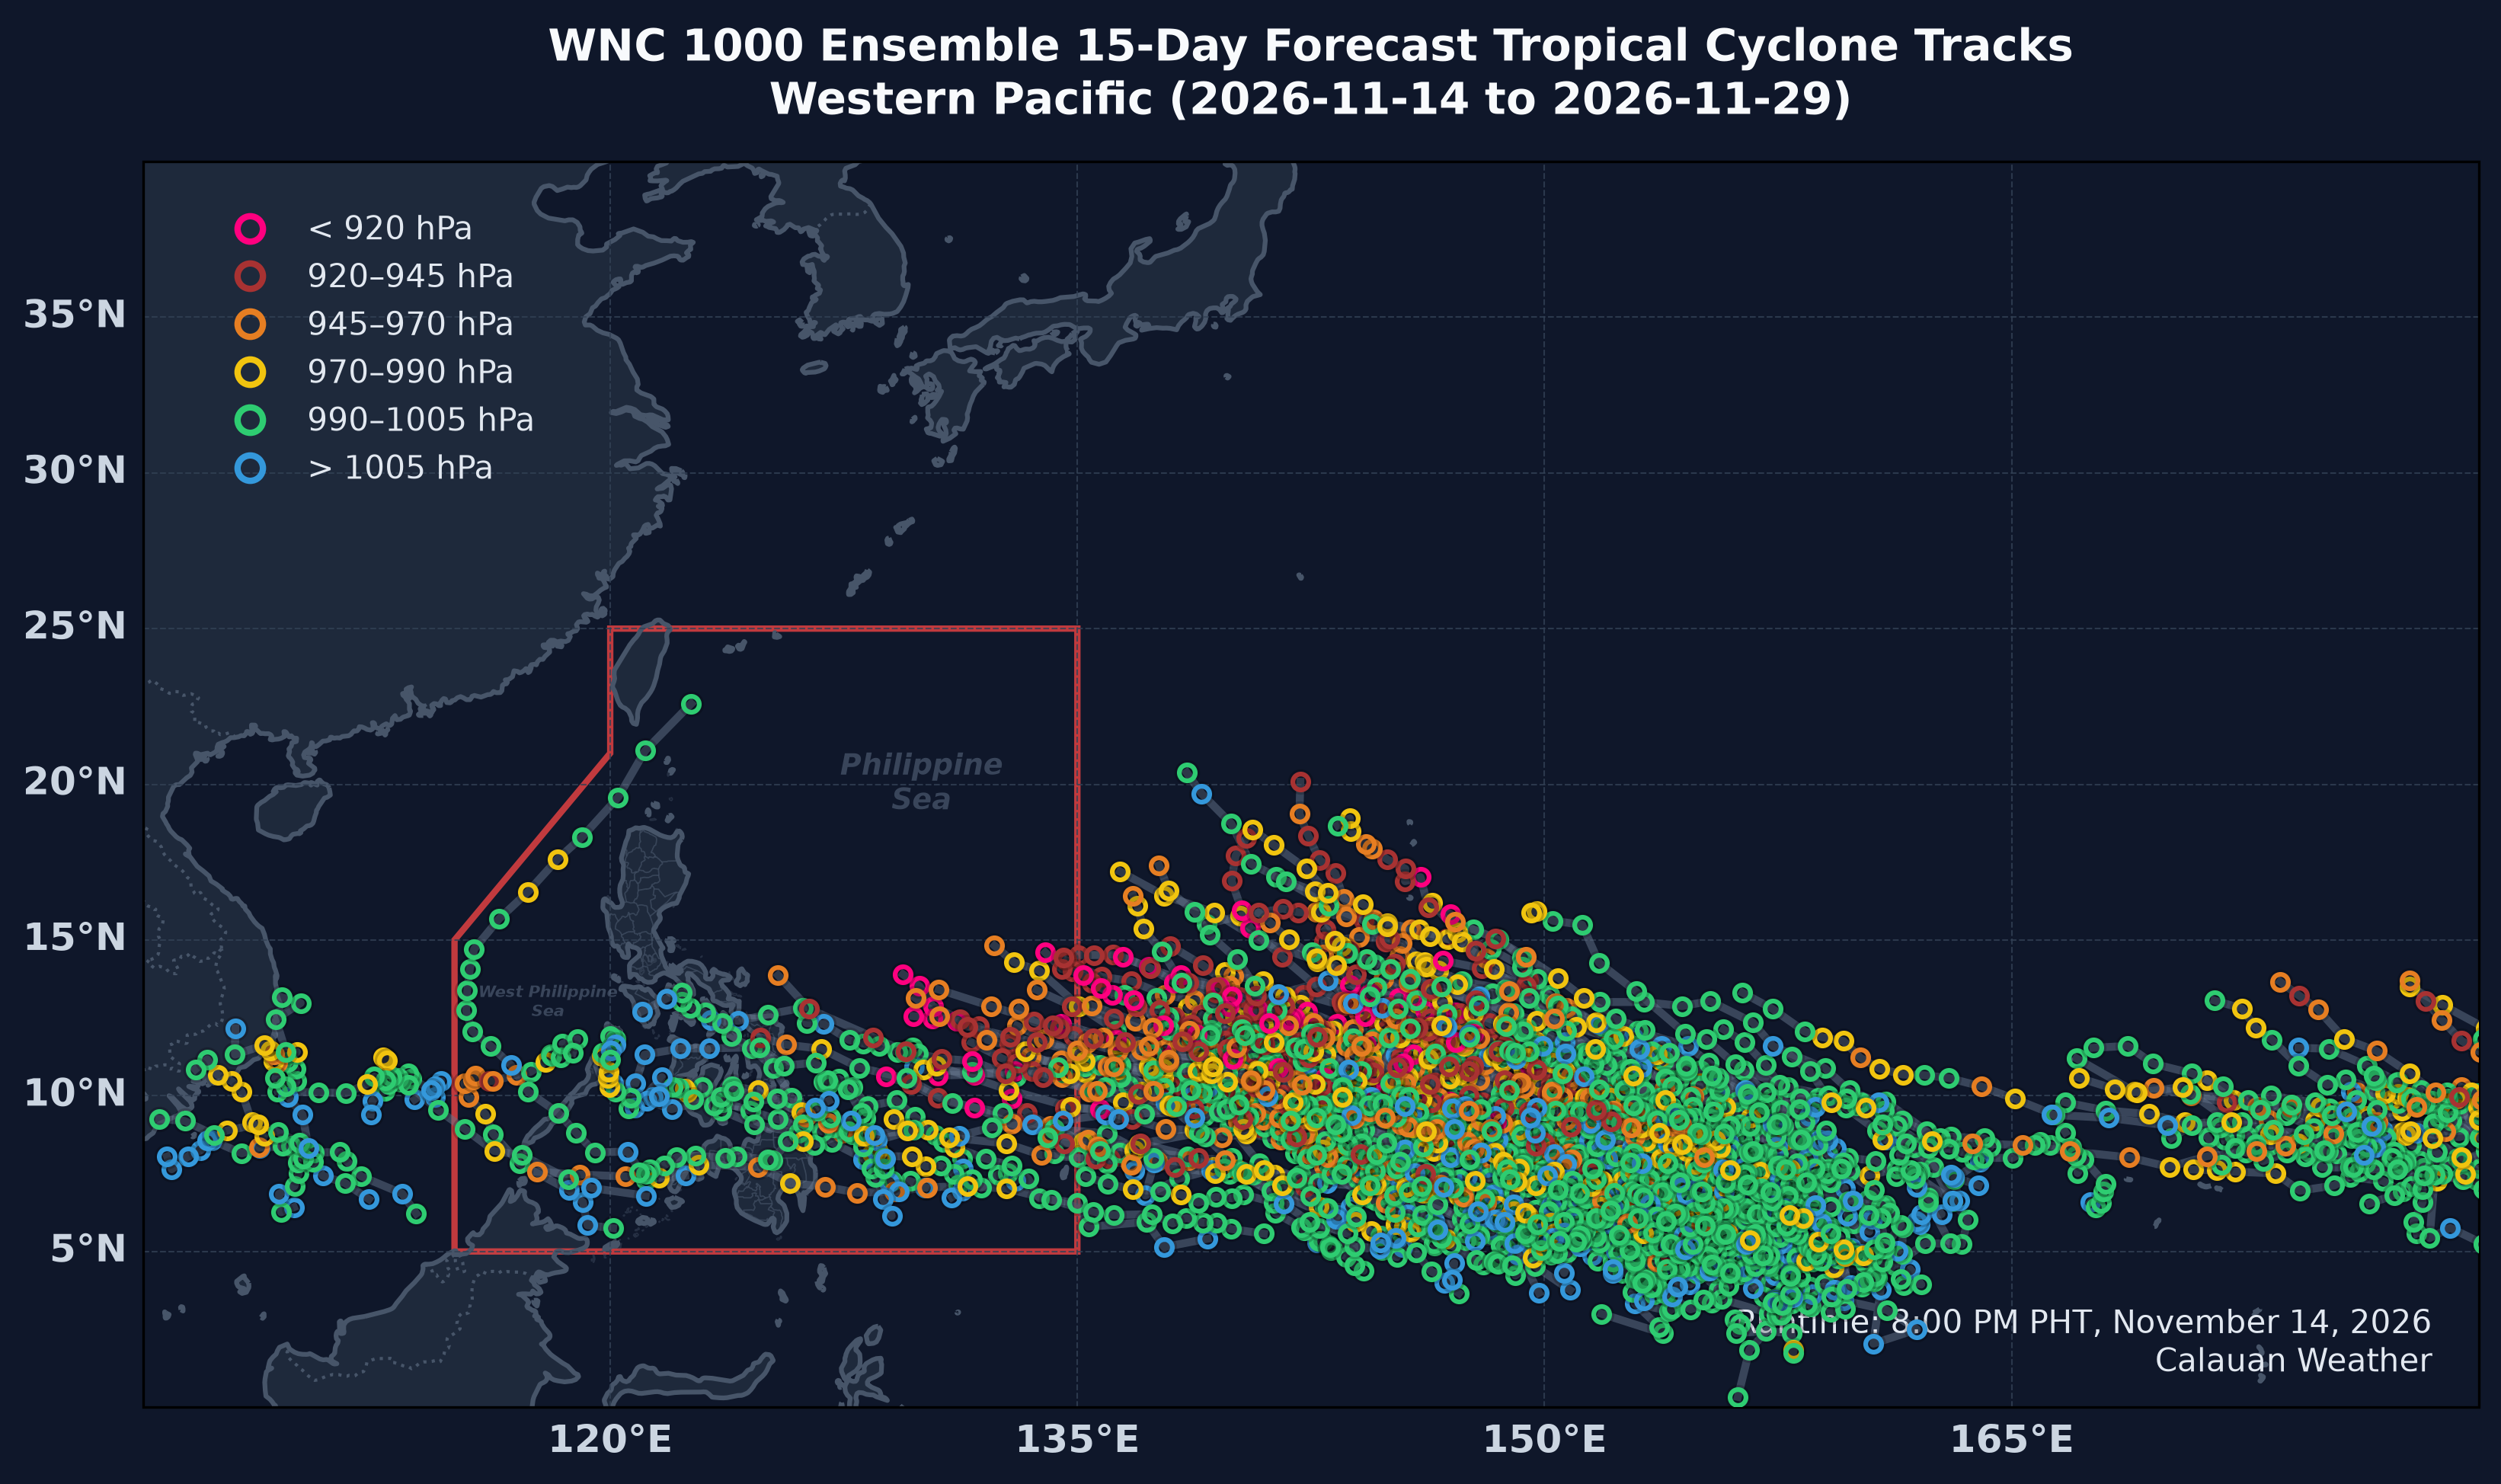 WNC 1000 Ensemble 15-Day Forecast Tropical Cyclone Tracks
Western Pacific (2026-11-14 to 2026-11-29)
< 920 hPa
920–945 hPa
945–970 hPa
970–990 hPa
990–1005 hPa
> 1005 hPa
35°N
30°N
25°N
20°N
15°N
10°N
5°N
Philippine
Sea
West Philippine
Sea
Runtime: 8:00 PM PHT, November 14, 2026
Calauan Weather
120°E
135°E
150°E
165°E